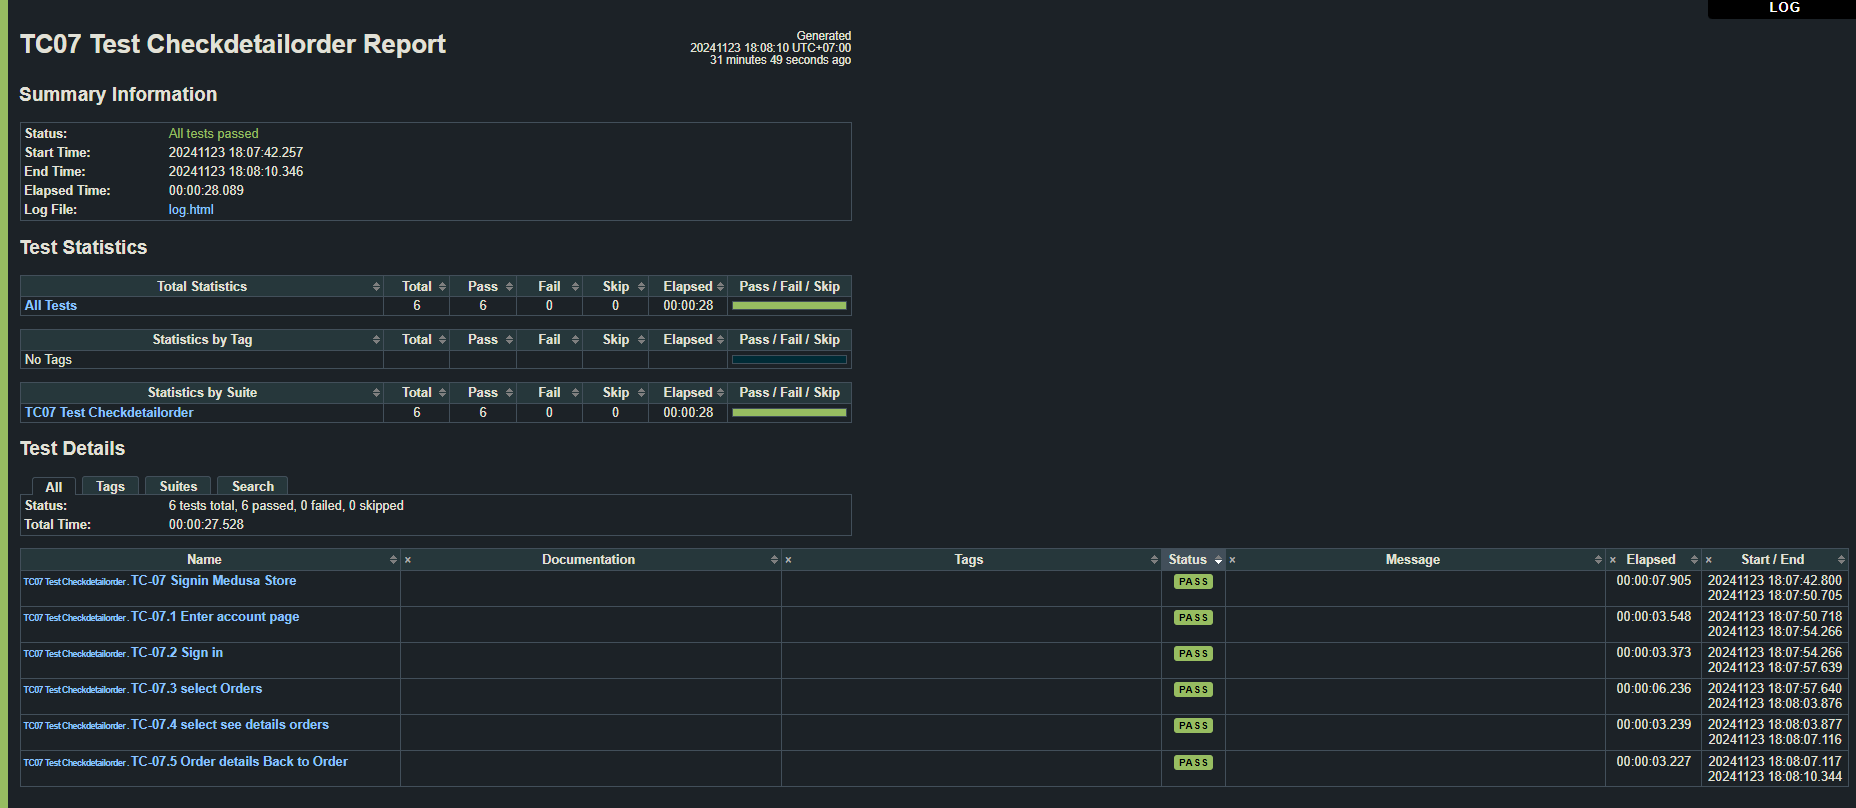 LOG
TC07 Test Checkdetailorder Report
Generated
20241123 18:08:10 UTC+07:00
31 minutes 49 seconds ago
Summary Information
Status: All tests passed
Start Time: 20241123 18:07:42.257
End Time: 20241123 18:08:10.346
Elapsed Time: 00:00:28.089
Log File: log.html
Test Statistics
Total Statistics Total Pass Fail Skip Elapsed Pass / Fail / Skip
All Tests 6 6 0 0 00:00:28
Statistics by Tag Total Pass Fail Skip Elapsed Pass / Fail / Skip
No Tags
Statistics by Suite Total Pass Fail Skip Elapsed Pass / Fail / Skip
TC07 Test Checkdetailorder 6 6 0 0 00:00:28
Test Details
All Tags Suites Search
Status: 6 tests total, 6 passed, 0 failed, 0 skipped
Total Time: 00:00:27.528
Name × Documentation × Tags Status × Message × Elapsed × Start / End
TC07 Test Checkdetailorder . TC-07 Signin Medusa Store PASS 00:00:07.905 20241123 18:07:42.800
20241123 18:07:50.705
TC07 Test Checkdetailorder . TC-07.1 Enter account page PASS 00:00:03.548 20241123 18:07:50.718
20241123 18:07:54.266
TC07 Test Checkdetailorder . TC-07.2 Sign in PASS 00:00:03.373 20241123 18:07:54.266
20241123 18:07:57.639
TC07 Test Checkdetailorder . TC-07.3 select Orders PASS 00:00:06.236 20241123 18:07:57.640
20241123 18:08:03.876
TC07 Test Checkdetailorder . TC-07.4 select see details orders PASS 00:00:03.239 20241123 18:08:03.877
20241123 18:08:07.116
TC07 Test Checkdetailorder . TC-07.5 Order details Back to Order PASS 00:00:03.227 20241123 18:08:07.117
20241123 18:08:10.344